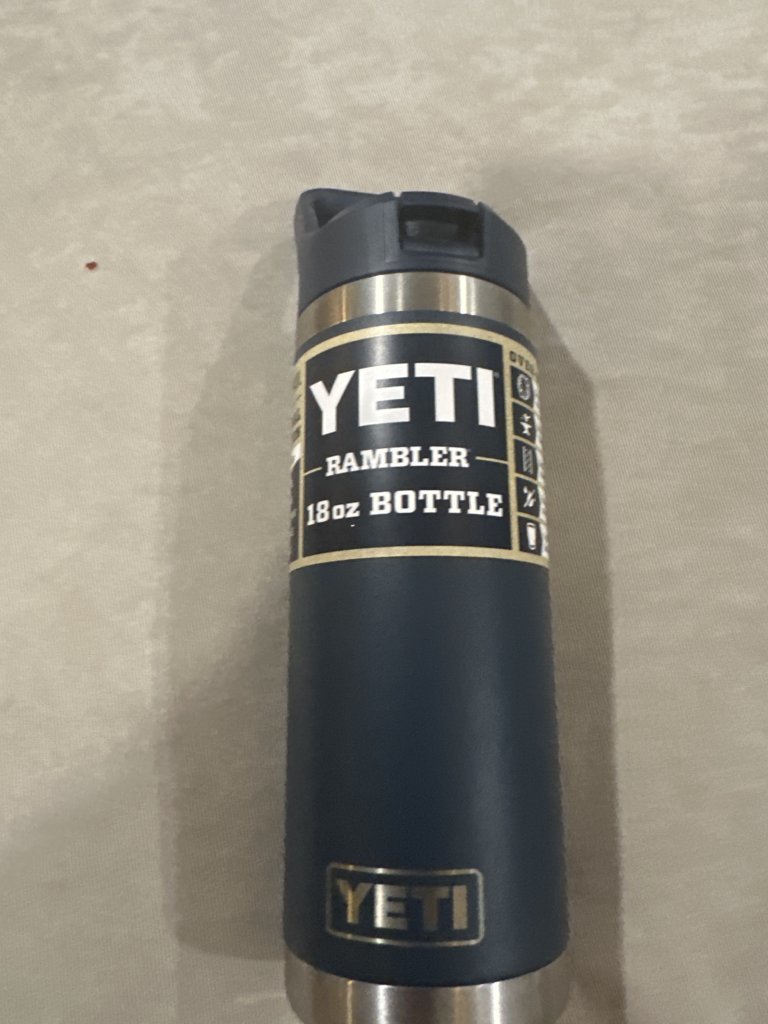 YETI
RAMBLER
18oz BOTTLE
YETI